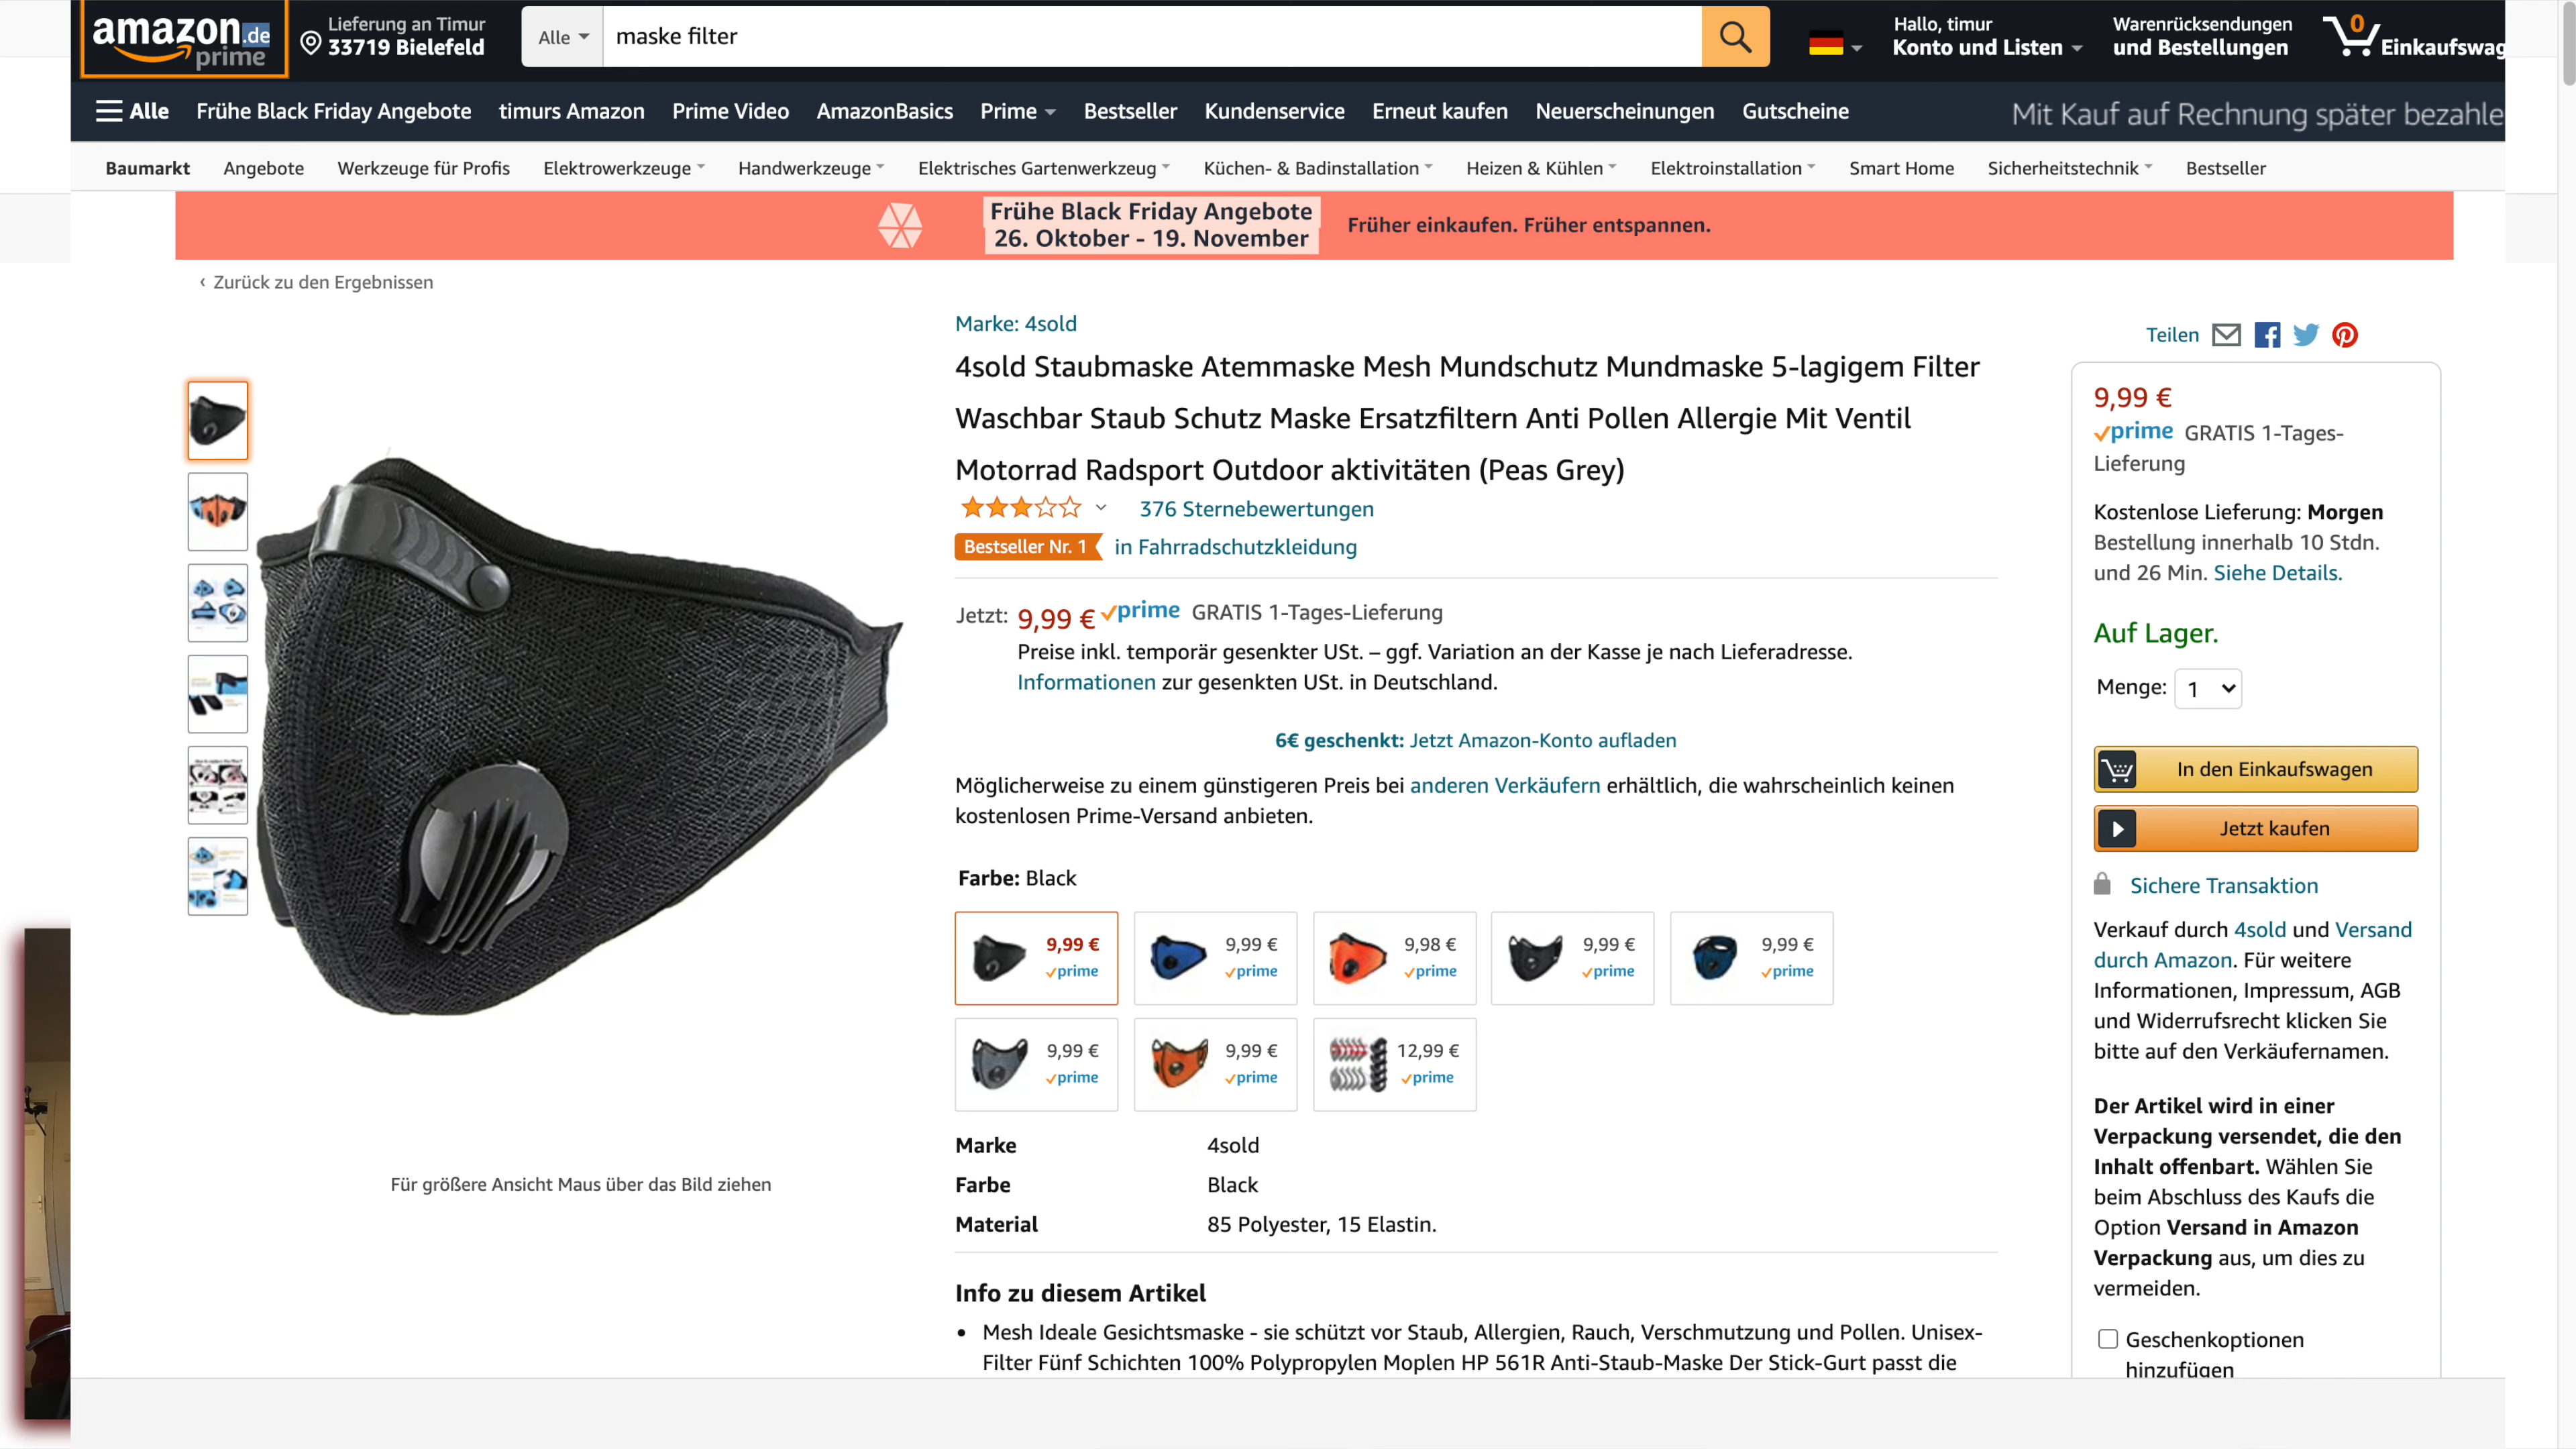 amazon.de
prime
Lieferung an Timur
33719 Bielefeld
Alle
maske filter
Hallo, timur
Konto und Listen
Warenrücksendungen
und Bestellungen
0
Einkaufswag
Alle
Frühe Black Friday Angebote
timurs Amazon
Prime Video
AmazonBasics
Prime
Bestseller
Kundenservice
Erneut kaufen
Neuerscheinungen
Gutscheine
Mit Kauf auf Rechnung später bezahle
Baumarkt
Angebote
Werkzeuge für Profis
Elektrowerkzeuge
Handwerkzeuge
Elektrisches Gartenwerkzeug
Küchen- & Badinstallation
Heizen & Kühlen
Elektroinstallation
Smart Home
Sicherheitstechnik
Bestseller
Frühe Black Friday Angebote
26. Oktober - 19. November
Früher einkaufen. Früher entspannen.
‹ Zurück zu den Ergebnissen
Marke: 4sold
4sold Staubmaske Atemmaske Mesh Mundschutz Mundmaske 5-lagigem Filter
Waschbar Staub Schutz Maske Ersatzfiltern Anti Pollen Allergie Mit Ventil
Motorrad Radsport Outdoor aktivitäten (Peas Grey)
376 Sternebewertungen
Bestseller Nr. 1
in Fahrradschutzkleidung
Jetzt: 9,99 € prime GRATIS 1-Tages-Lieferung
Preise inkl. temporär gesenkter USt. – ggf. Variation an der Kasse je nach Lieferadresse.
Informationen zur gesenkten USt. in Deutschland.
6€ geschenkt: Jetzt Amazon-Konto aufladen
Möglicherweise zu einem günstigeren Preis bei anderen Verkäufern erhältlich, die wahrscheinlich keinen
kostenlosen Prime-Versand anbieten.
Farbe: Black
9,99 €
prime
9,99 €
prime
9,98 €
prime
9,99 €
prime
9,99 €
prime
9,99 €
prime
9,99 €
prime
12,99 €
prime
Marke 4sold
Farbe Black
Material 85 Polyester, 15 Elastin.
Info zu diesem Artikel
• Mesh Ideale Gesichtsmaske - sie schützt vor Staub, Allergien, Rauch, Verschmutzung und Pollen. Unisex-
Filter Fünf Schichten 100% Polypropylen Moplen HP 561R Anti-Staub-Maske Der Stick-Gurt passt die
Für größere Ansicht Maus über das Bild ziehen
Teilen
9,99 €
prime GRATIS 1-Tages-
Lieferung
Kostenlose Lieferung: Morgen
Bestellung innerhalb 10 Stdn.
und 26 Min. Siehe Details.
Auf Lager.
Menge: 1
In den Einkaufswagen
Jetzt kaufen
Sichere Transaktion
Verkauf durch 4sold und Versand
durch Amazon. Für weitere
Informationen, Impressum, AGB
und Widerrufsrecht klicken Sie
bitte auf den Verkäufernamen.
Der Artikel wird in einer
Verpackung versendet, die den
Inhalt offenbart. Wählen Sie
beim Abschluss des Kaufs die
Option Versand in Amazon
Verpackung aus, um dies zu
vermeiden.
Geschenkoptionen
hinzufügen